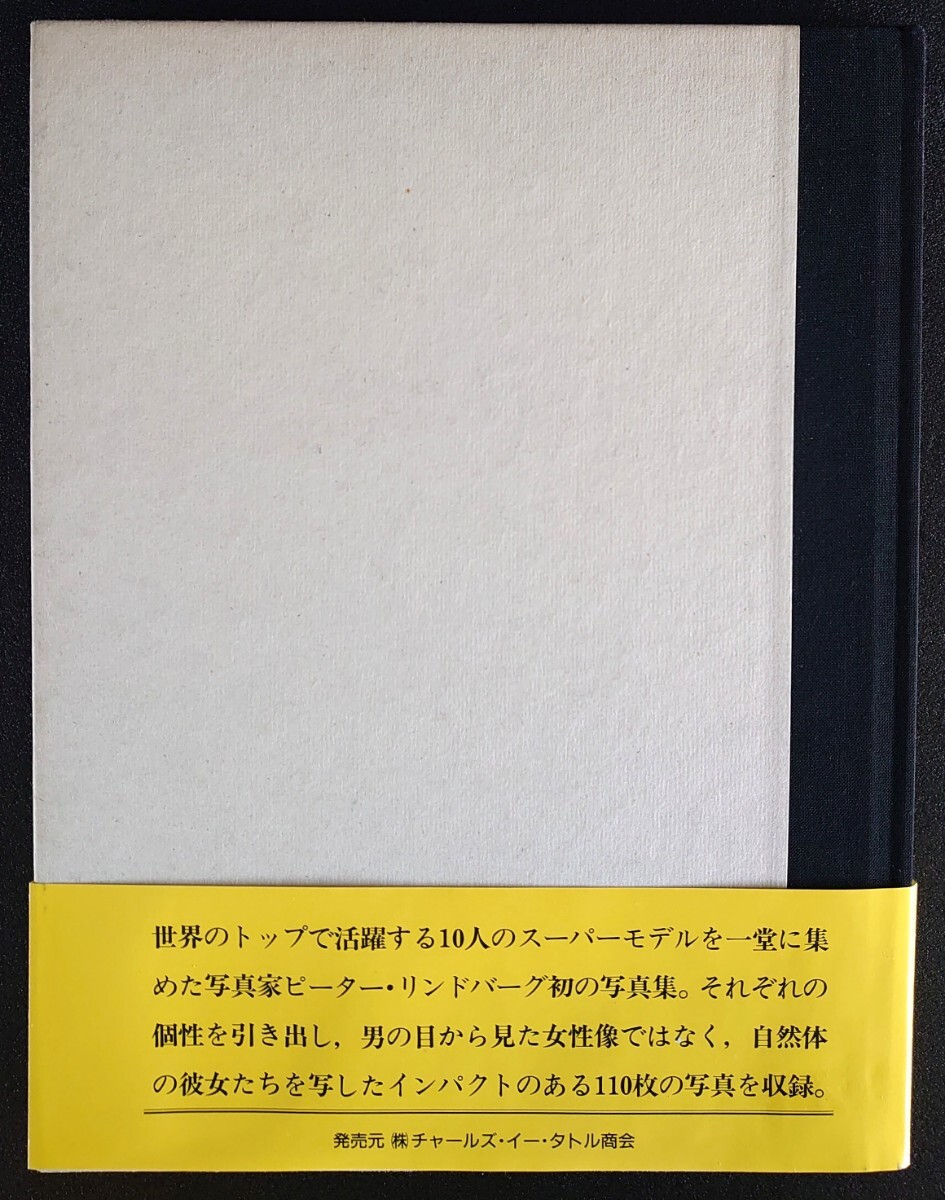 世界のトップで活躍する10人のスーパーモデルを一堂に集
めた写真家ピーター・リンドバーグ初の写真集。それぞれの
個性を引き出し，男の目から見た女性像ではなく，自然体
の彼女たちを写したインパクトのある110枚の写真を収録。
発売元 ㈱チャールズ・イー・タトル商会